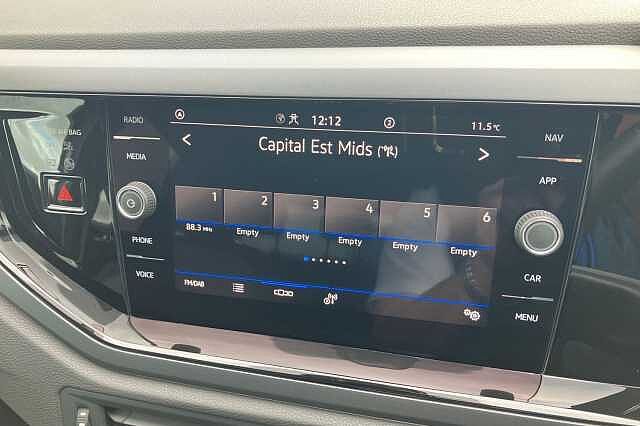 RADIO
MEDIA
PHONE
VOICE
A
12:12
2
11.5°C
< Capital Est Mids >
1 2 3 4 5 6
88.3 MHz Empty Empty Empty Empty Empty
FM/DAB
NAV
APP
CAR
MENU